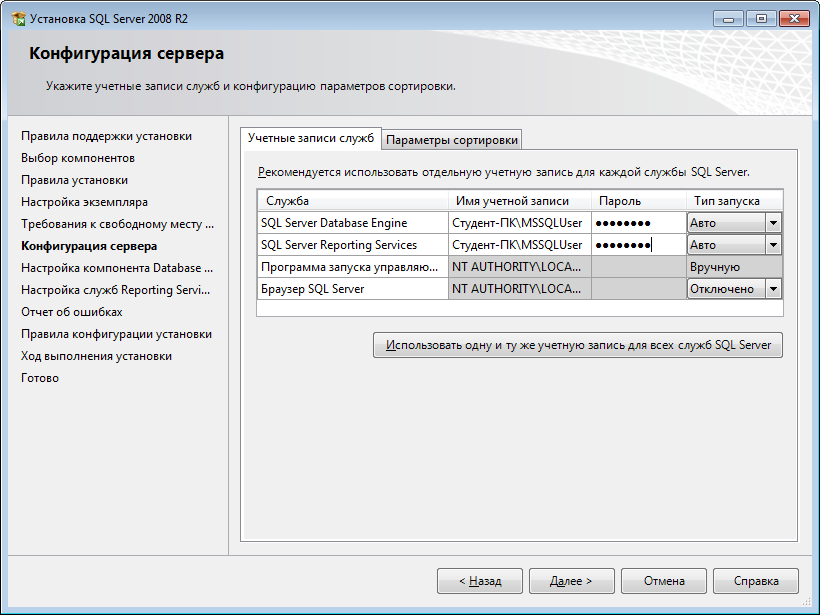 Установка SQL Server 2008 R2
Конфигурация сервера
Укажите учетные записи служб и конфигурацию параметров сортировки.
Правила поддержки установки
Выбор компонентов
Правила установки
Настройка экземпляра
Требования к свободному месту ...
Конфигурация сервера
Настройка компонента Database ...
Настройка служб Reporting Servi...
Отчет об ошибках
Правила конфигурации установки
Ход выполнения установки
Готово
Учетные записи служб Параметры сортировки
Рекомендуется использовать отдельную учетную запись для каждой службы SQL Server.
Служба Имя учетной записи Пароль Тип запуска
SQL Server Database Engine Студент-ПК\MSSQLUser ●●●●●●●● Авто
SQL Server Reporting Services Студент-ПК\MSSQLUser ●●●●●●●● Авто
Программа запуска управляю... NT AUTHORITY\LOCA... Вручную
Браузер SQL Server NT AUTHORITY\LOCA... Отключено
Использовать одну и ту же учетную запись для всех служб SQL Server
< Назад Далее > Отмена Справка